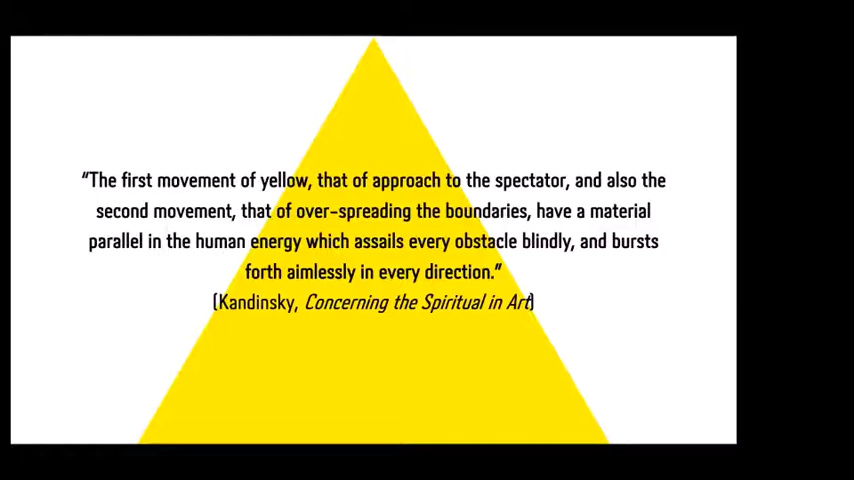 “The first movement of yellow, that of approach to the spectator, and also the
second movement, that of over-spreading the boundaries, have a material
parallel in the human energy which assails every obstacle blindly, and bursts
forth aimlessly in every direction.”
(Kandinsky, Concerning the Spiritual in Art)